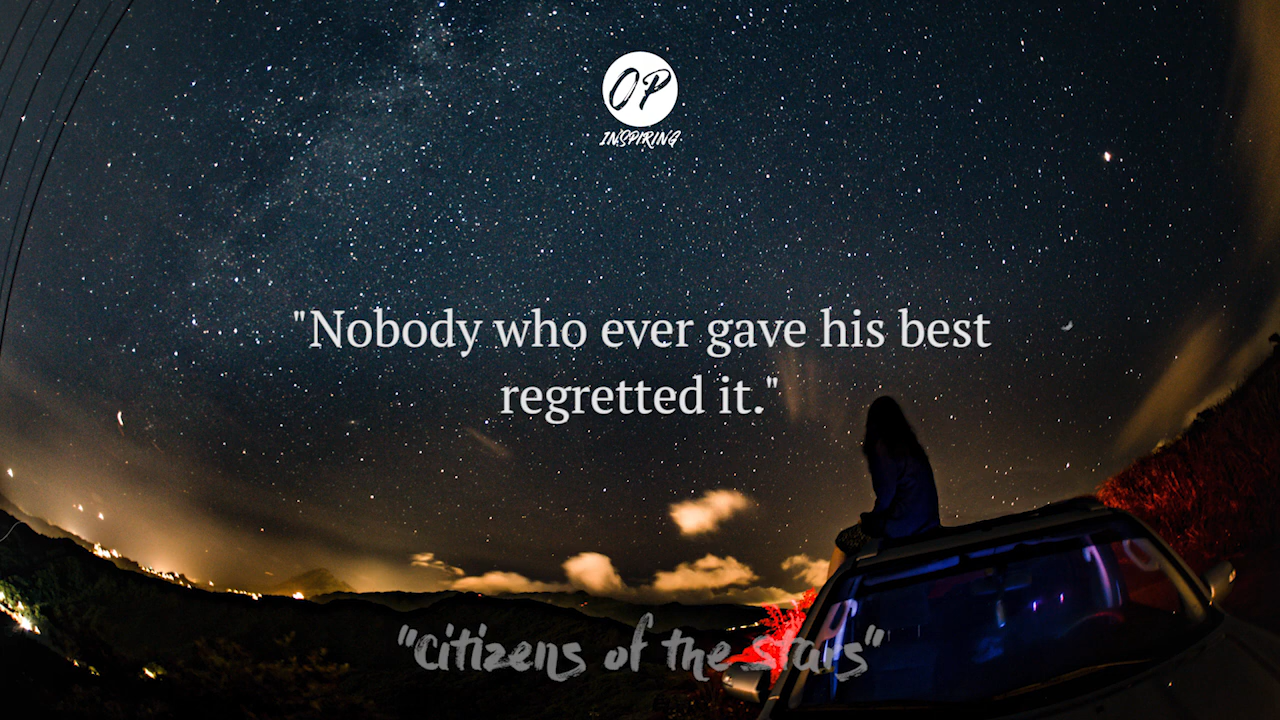 OP
INSPIRING
"Nobody who ever gave his best
regretted it."
"citizens of the stars"